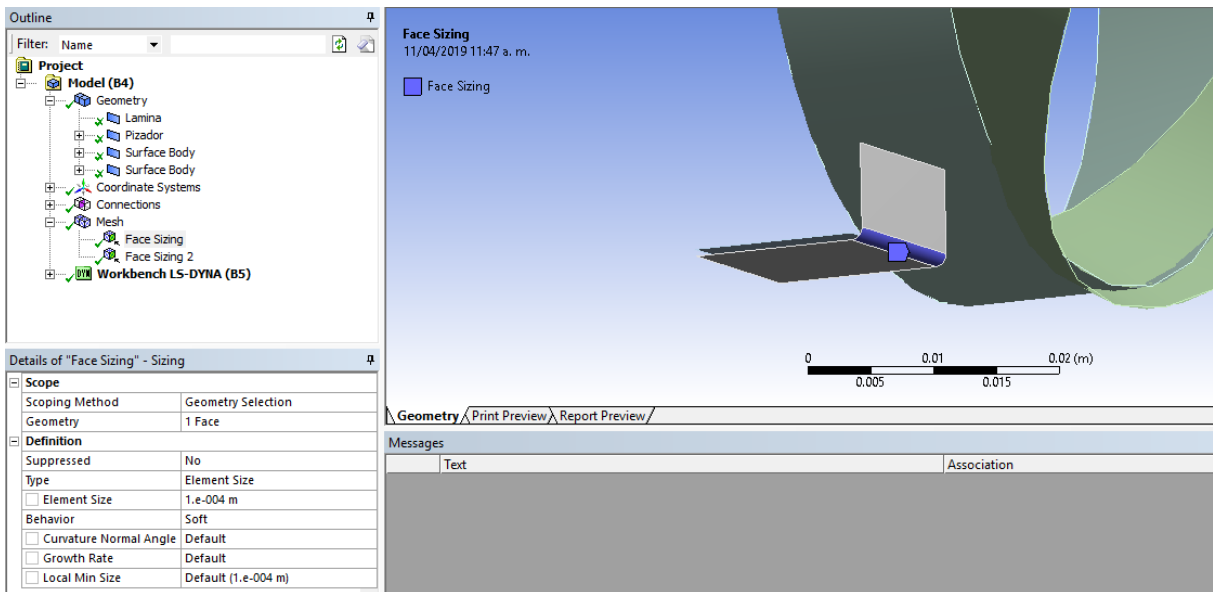 Outline
Filter: Name
Project
Model (B4)
Geometry
Lamina
Pizador
Surface Body
Surface Body
Coordinate Systems
Connections
Mesh
Face Sizing
Face Sizing 2
Workbench LS-DYNA (B5)
Details of "Face Sizing" - Sizing
Scope
Scoping Method Geometry Selection
Geometry 1 Face
Definition
Suppressed No
Type Element Size
Element Size 1.e-004 m
Behavior Soft
Curvature Normal Angle Default
Growth Rate Default
Local Min Size Default (1.e-004 m)
Face Sizing
11/04/2019 11:47 a. m.
Face Sizing
0 0.01 0.02 (m)
0.005 0.015
Geometry Print Preview Report Preview
Messages
Text Association